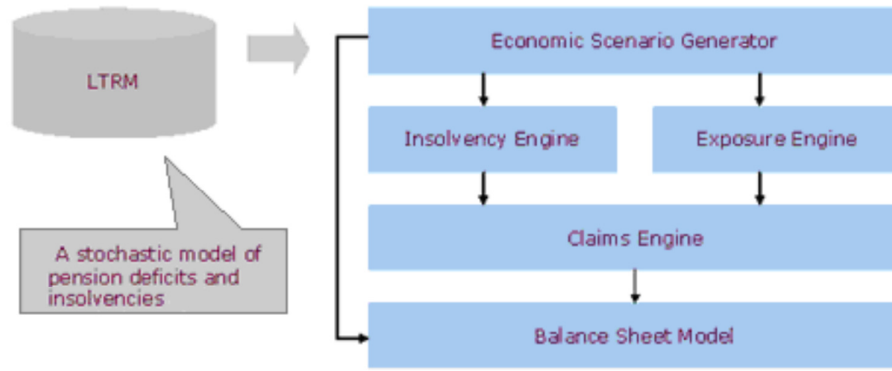 LTRM
A stochastic model of
pension deficits and
insolvencies
Economic Scenario Generator
Insolvency Engine
Exposure Engine
Claims Engine
Balance Sheet Model